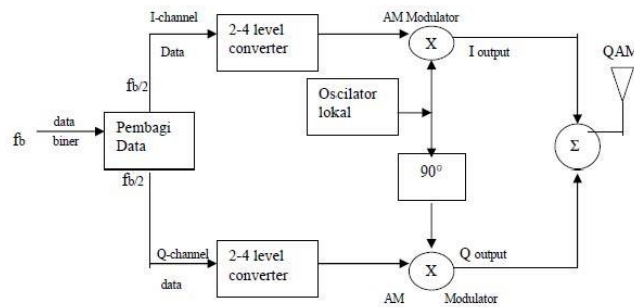 I-channel
Data
fb/2
2-4 level
converter
AM Modulator
X
I output
QAM
Oscilator
lokal
fb
data
biner
Pembagi
Data
Σ
fb/2
90°
Q-channel
data
2-4 level
converter
X
Q output
AM Modulator